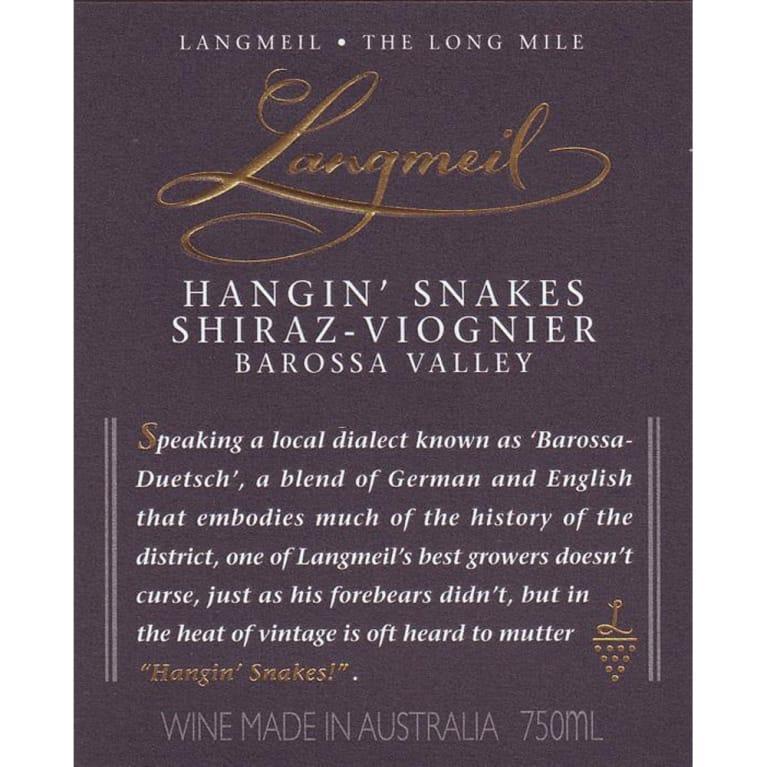 LANGMEIL • THE LONG MILE
Langmeil
HANGIN' SNAKES
SHIRAZ-VIOGNIER
BAROSSA VALLEY
Speaking a local dialect known as 'Barossa-
Duetsch', a blend of German and English
that embodies much of the history of the
district, one of Langmeil's best growers doesn't
curse, just as his forebears didn't, but in
the heat of vintage is oft heard to mutter
"Hangin' Snakes!".
L
WINE MADE IN AUSTRALIA 750mL